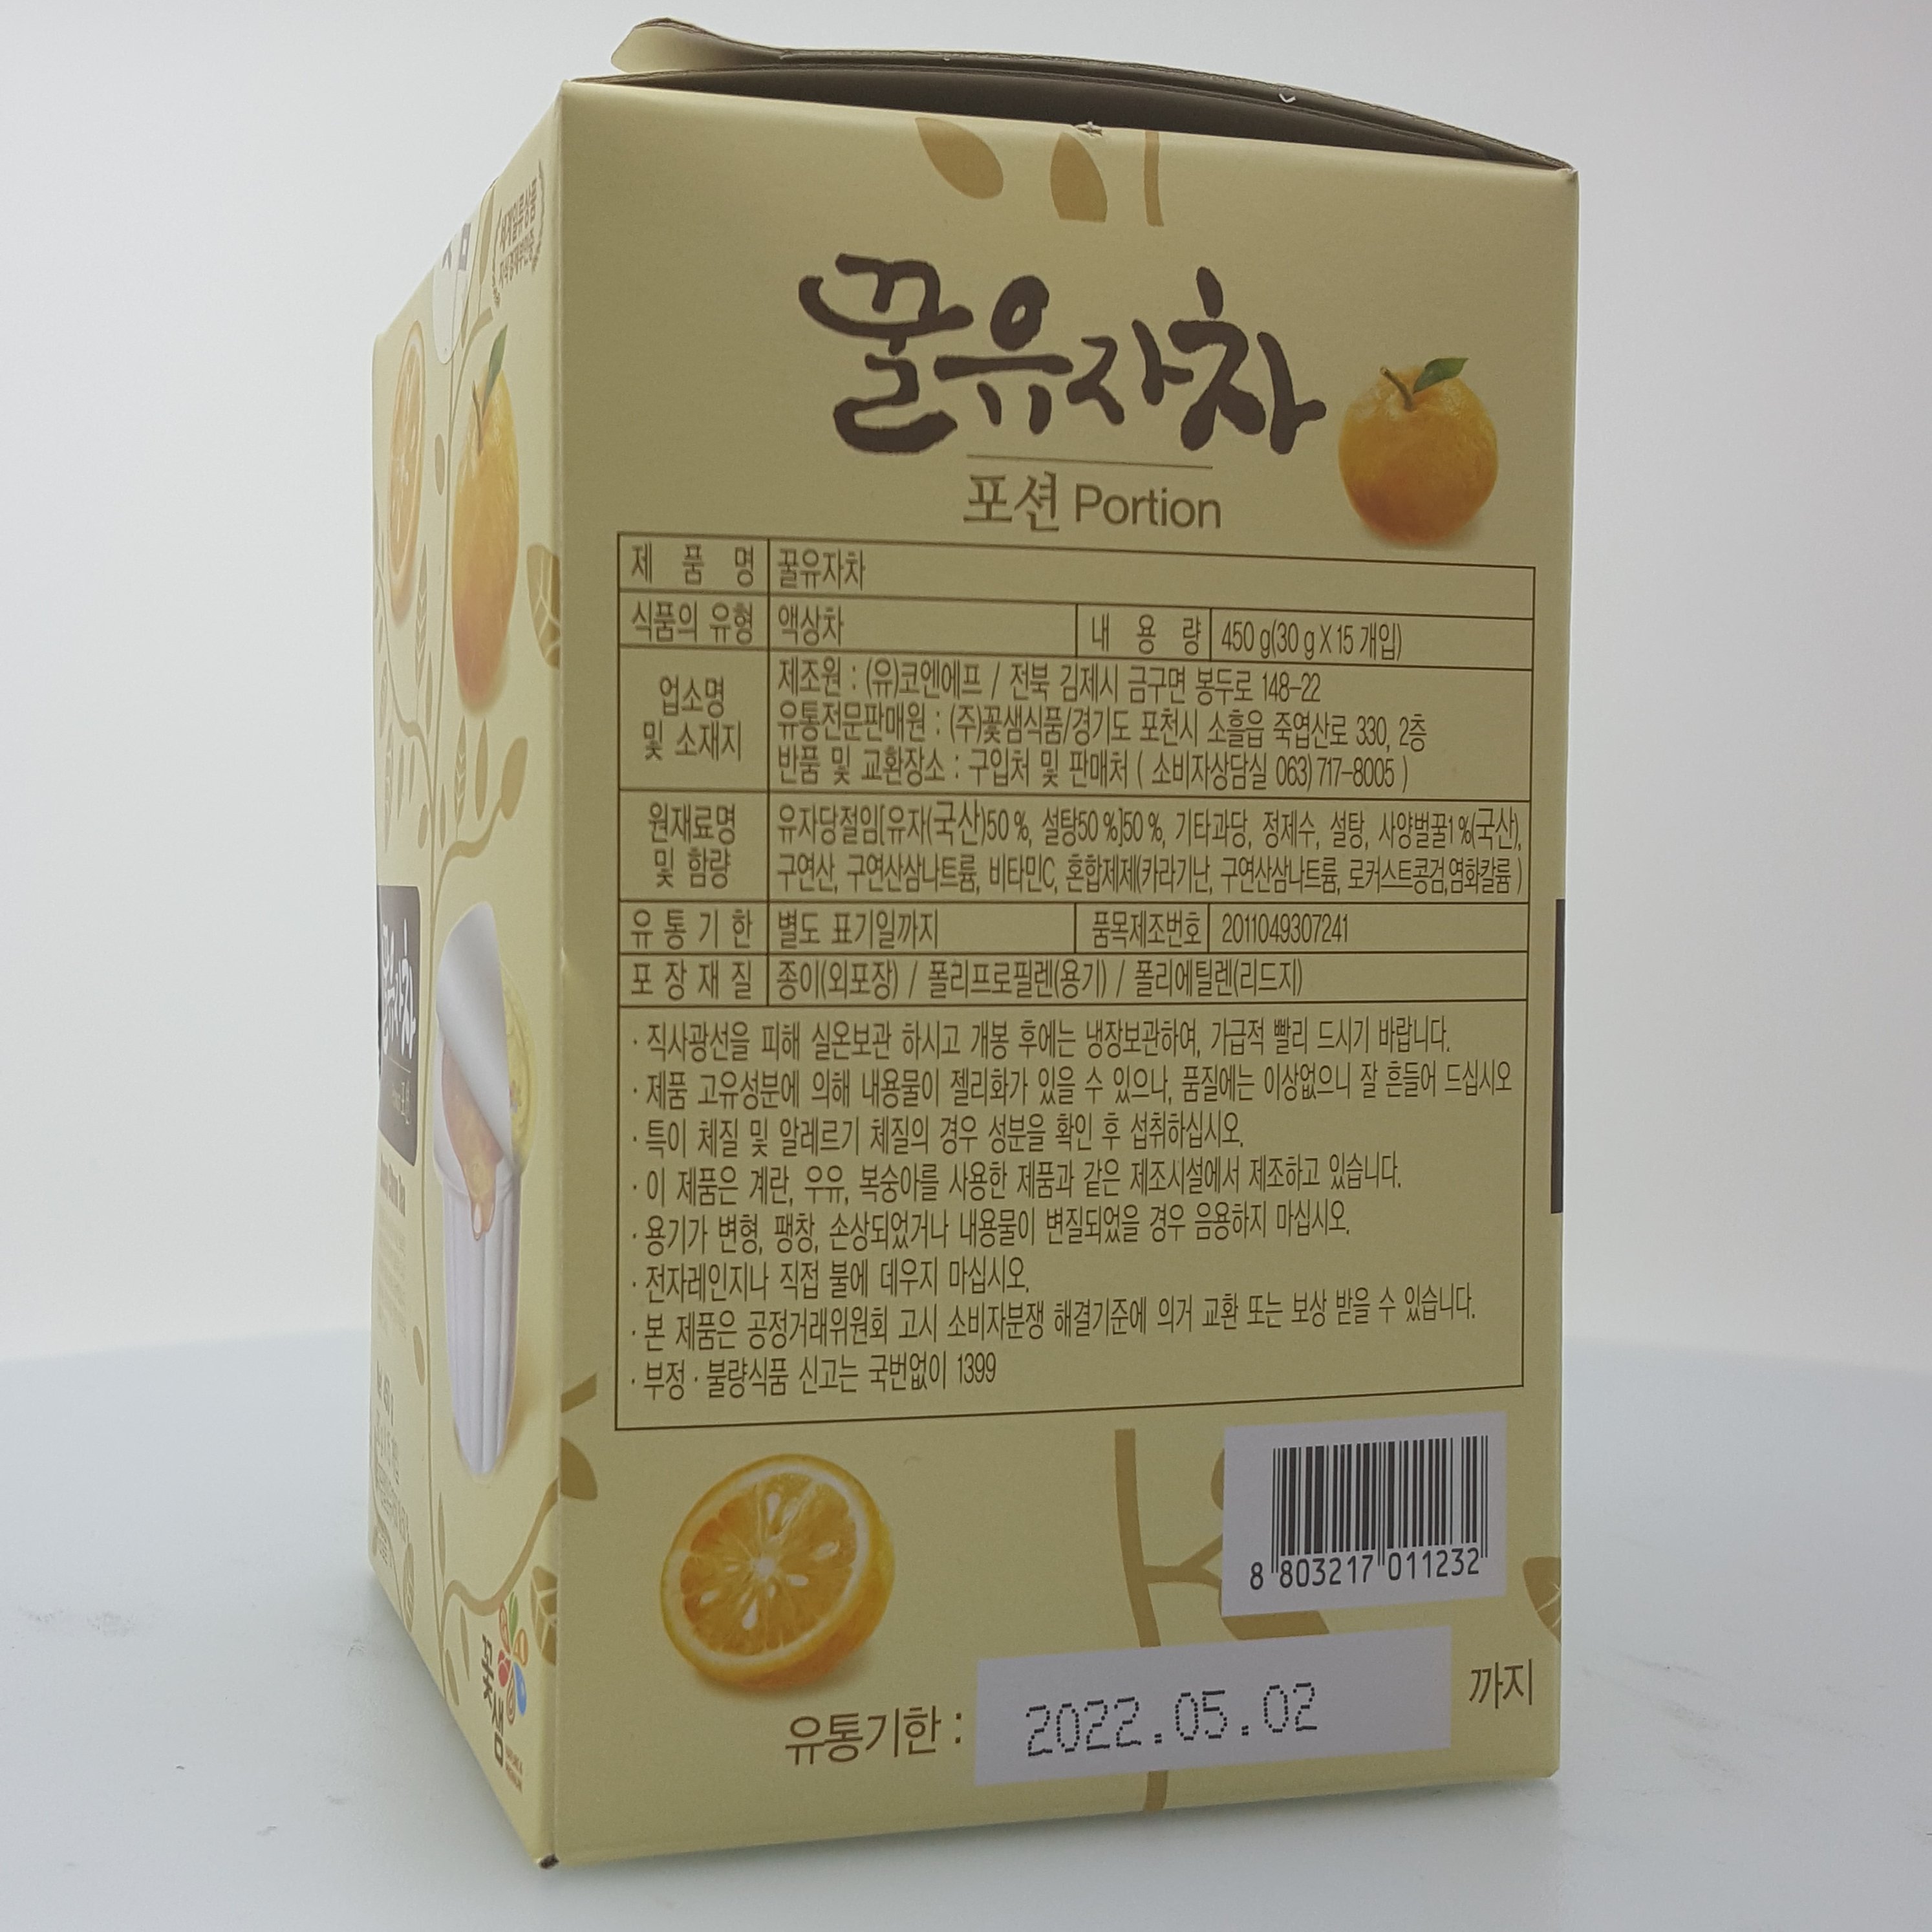 세계일류상품
꿀유자차
포션 Portion
제 품 명 꿀유자차
식품의 유형 액상차 내 용 량 450 g(30 g X 15 개입)
업소명
및 소재지
제조원 : (유)코엔에프 / 전북 김제시 금구면 봉두로 148-22
유통전문판매원 : (주)꽃샘식품/경기도 포천시 소흘읍 죽엽산로 330, 2층
반품 및 교환장소 : 구입처 및 판매처 ( 소비자상담실 063) 717-8005 )
원재료명
및 함량
유자당절임[유자(국산)50 %, 설탕50 %]50 %, 기타과당, 정제수, 설탕, 사양벌꿀1 %(국산),
구연산, 구연산삼나트륨, 비타민C, 혼합제제(카라기난, 구연산삼나트륨, 로커스트콩검,염화칼륨 )
유 통 기 한 별도 표기일까지 품목제조번호 2011049307241
포 장 재 질 종이(외포장) / 폴리프로필렌(용기) / 폴리에틸렌(리드지)
· 직사광선을 피해 실온보관 하시고 개봉 후에는 냉장보관하여, 가급적 빨리 드시기 바랍니다.
· 제품 고유성분에 의해 내용물이 젤리화가 있을 수 있으나, 품질에는 이상없으니 잘 흔들어 드십시오
· 특이 체질 및 알레르기 체질의 경우 성분을 확인 후 섭취하십시오.
· 이 제품은 계란, 우유, 복숭아를 사용한 제품과 같은 제조시설에서 제조하고 있습니다.
· 용기가 변형, 팽창, 손상되었거나 내용물이 변질되었을 경우 음용하지 마십시오.
· 전자레인지나 직접 불에 데우지 마십시오.
· 본 제품은 공정거래위원회 고시 소비자분쟁 해결기준에 의거 교환 또는 보상 받을 수 있습니다.
· 부정 · 불량식품 신고는 국번없이 1399
8 803217 011232
유통기한 : 2022.05.02 까지
꽃샘